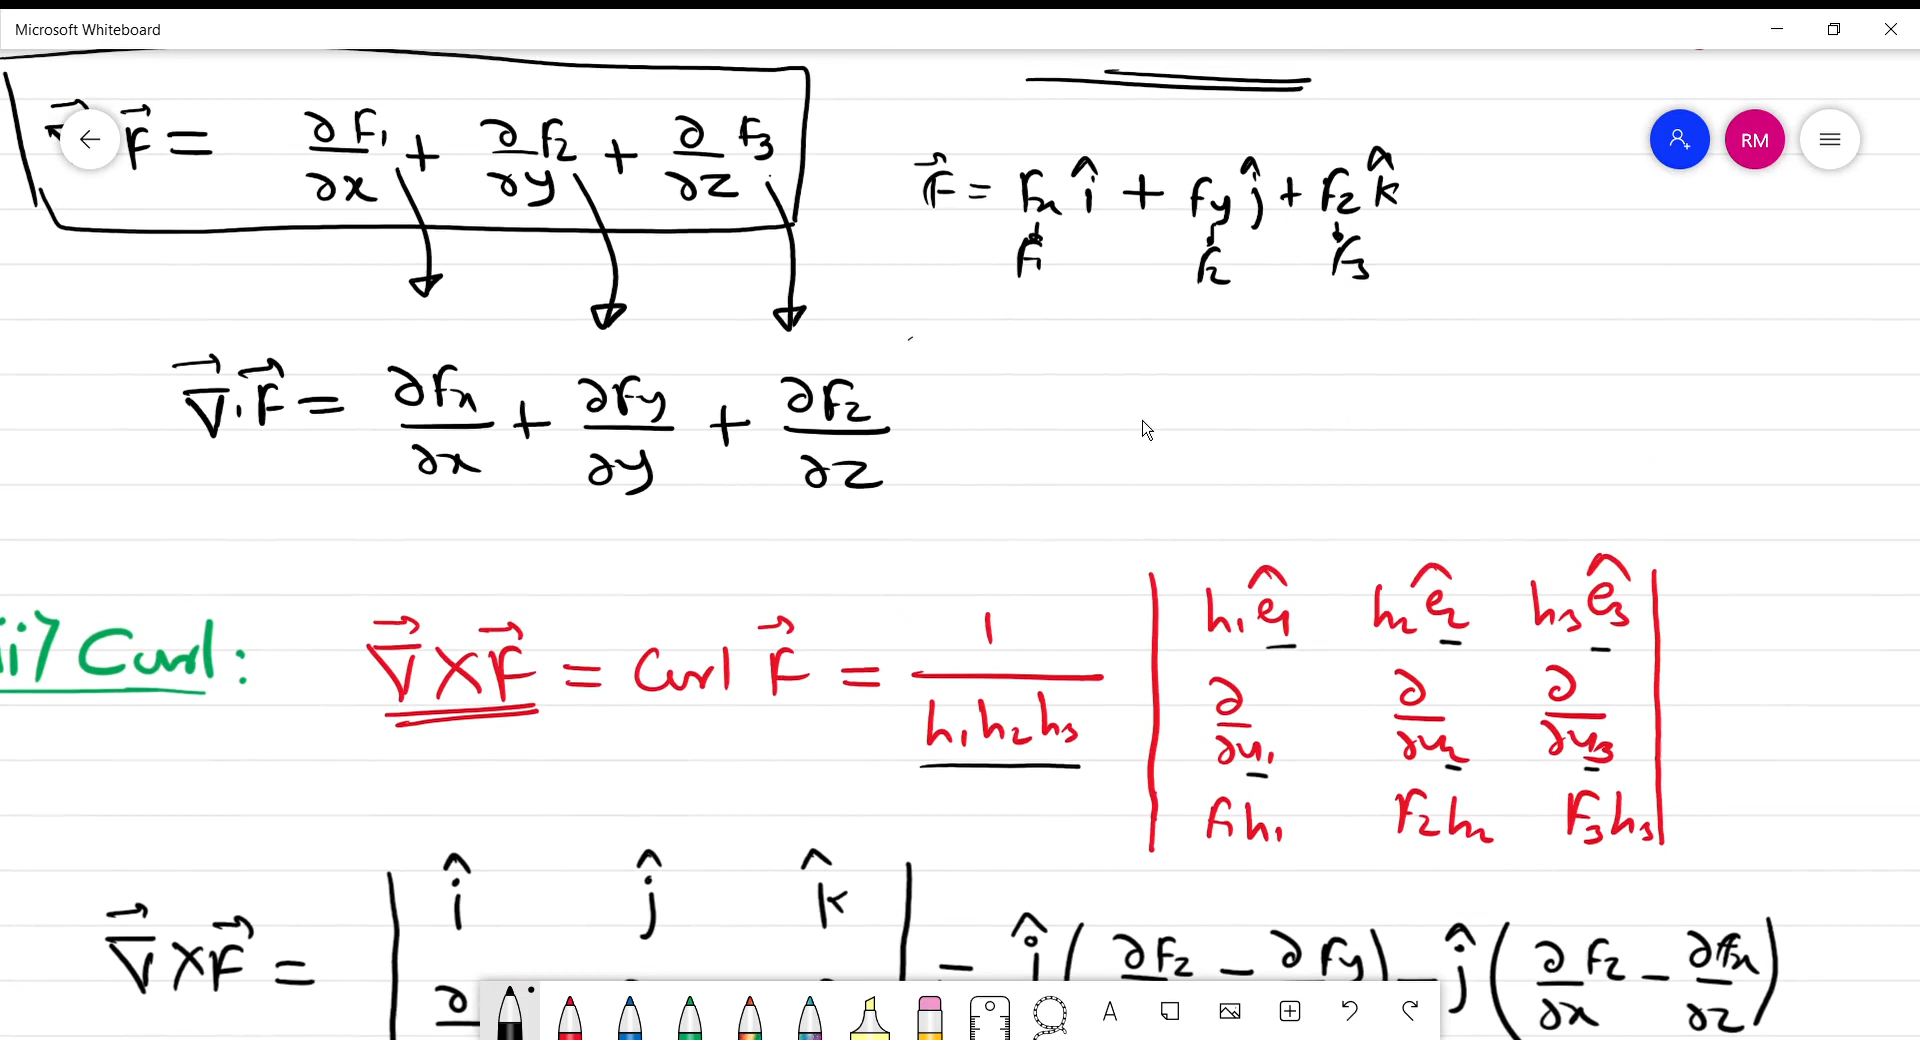 Microsoft Whiteboard
F⃗ = ∂F₁/∂x + ∂F₂/∂y + ∂F₃/∂z
RM
F⃗ = Fx î + Fy ĵ + Fz k̂
F₁ F₂ F₃
∇⃗·F⃗ = ∂Fx/∂x + ∂Fy/∂y + ∂Fz/∂z
ii) Curl: ∇⃗×F⃗ = Curl F⃗ = 1/(h₁h₂h₃) | h₁ê₁ h₂ê₂ h₃ê₃ |
| ∂/∂u₁ ∂/∂u₂ ∂/∂u₃ |
| F₁h₁ F₂h₂ F₃h₃ |
∇⃗×F⃗ = | î ĵ k̂ | = î ( ∂Fz - ∂Fy ) - ĵ ( ∂Fz/∂x - ∂Fx/∂z )
∂
A